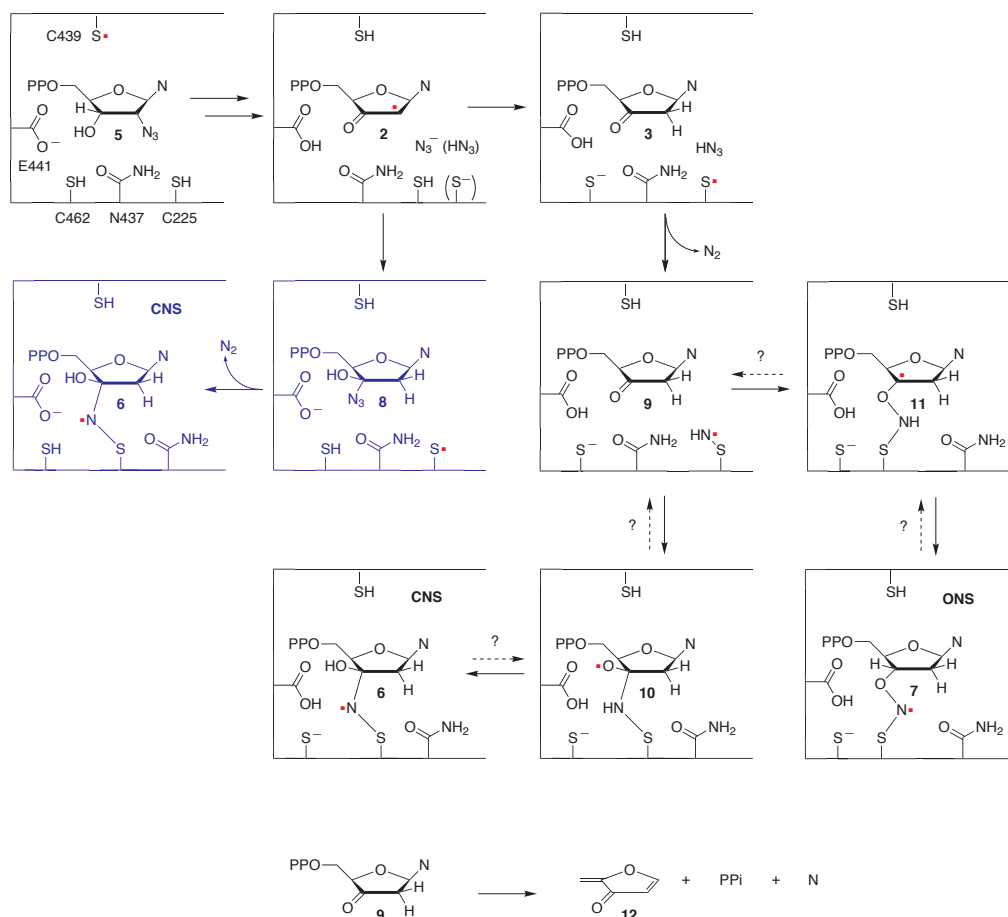 C439 S• SH SH
PPO O N PPO O N PPO O N
H O O− HO N3 5 O OH O 2 N3− (HN3) O OH O 3 H H HN3
E441 O NH2 O NH2 O NH2
SH SH SH (S−) S− S•
C462 N437 C225
N2
SH CNS SH SH SH
N2 ?
PPO O N PPO O N PPO O N PPO O N
HO H H 6 O O− HO H H 8 O O− N3 O H H 9 O OH H 11 H O OH O
•N S O NH2 O NH2 O NH2 HN• NH O NH2
SH SH S• S− S S− S
? ?
SH CNS SH SH ONS
PPO O N ? PPO O N PPO O N
HO H H 6 O OH •O H H 10 O OH H H H 7 O OH O
•N HN N•
S− S O NH2 S− S O NH2 S− S O NH2
PPO O N O
O H H + PPi + N
9 O 12